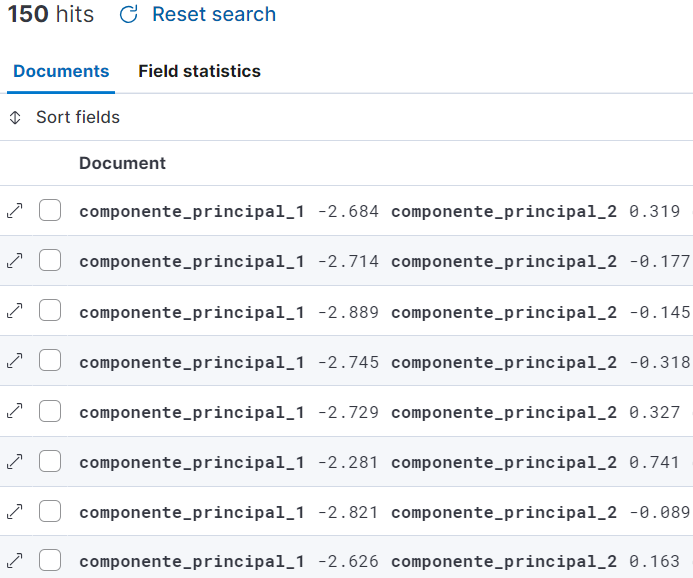 150 hits Reset search
Documents Field statistics
Sort fields
Document
componente_principal_1 -2.684 componente_principal_2 0.319
componente_principal_1 -2.714 componente_principal_2 -0.177
componente_principal_1 -2.889 componente_principal_2 -0.145
componente_principal_1 -2.745 componente_principal_2 -0.318
componente_principal_1 -2.729 componente_principal_2 0.327
componente_principal_1 -2.281 componente_principal_2 0.741
componente_principal_1 -2.821 componente_principal_2 -0.089
componente_principal_1 -2.626 componente_principal_2 0.163